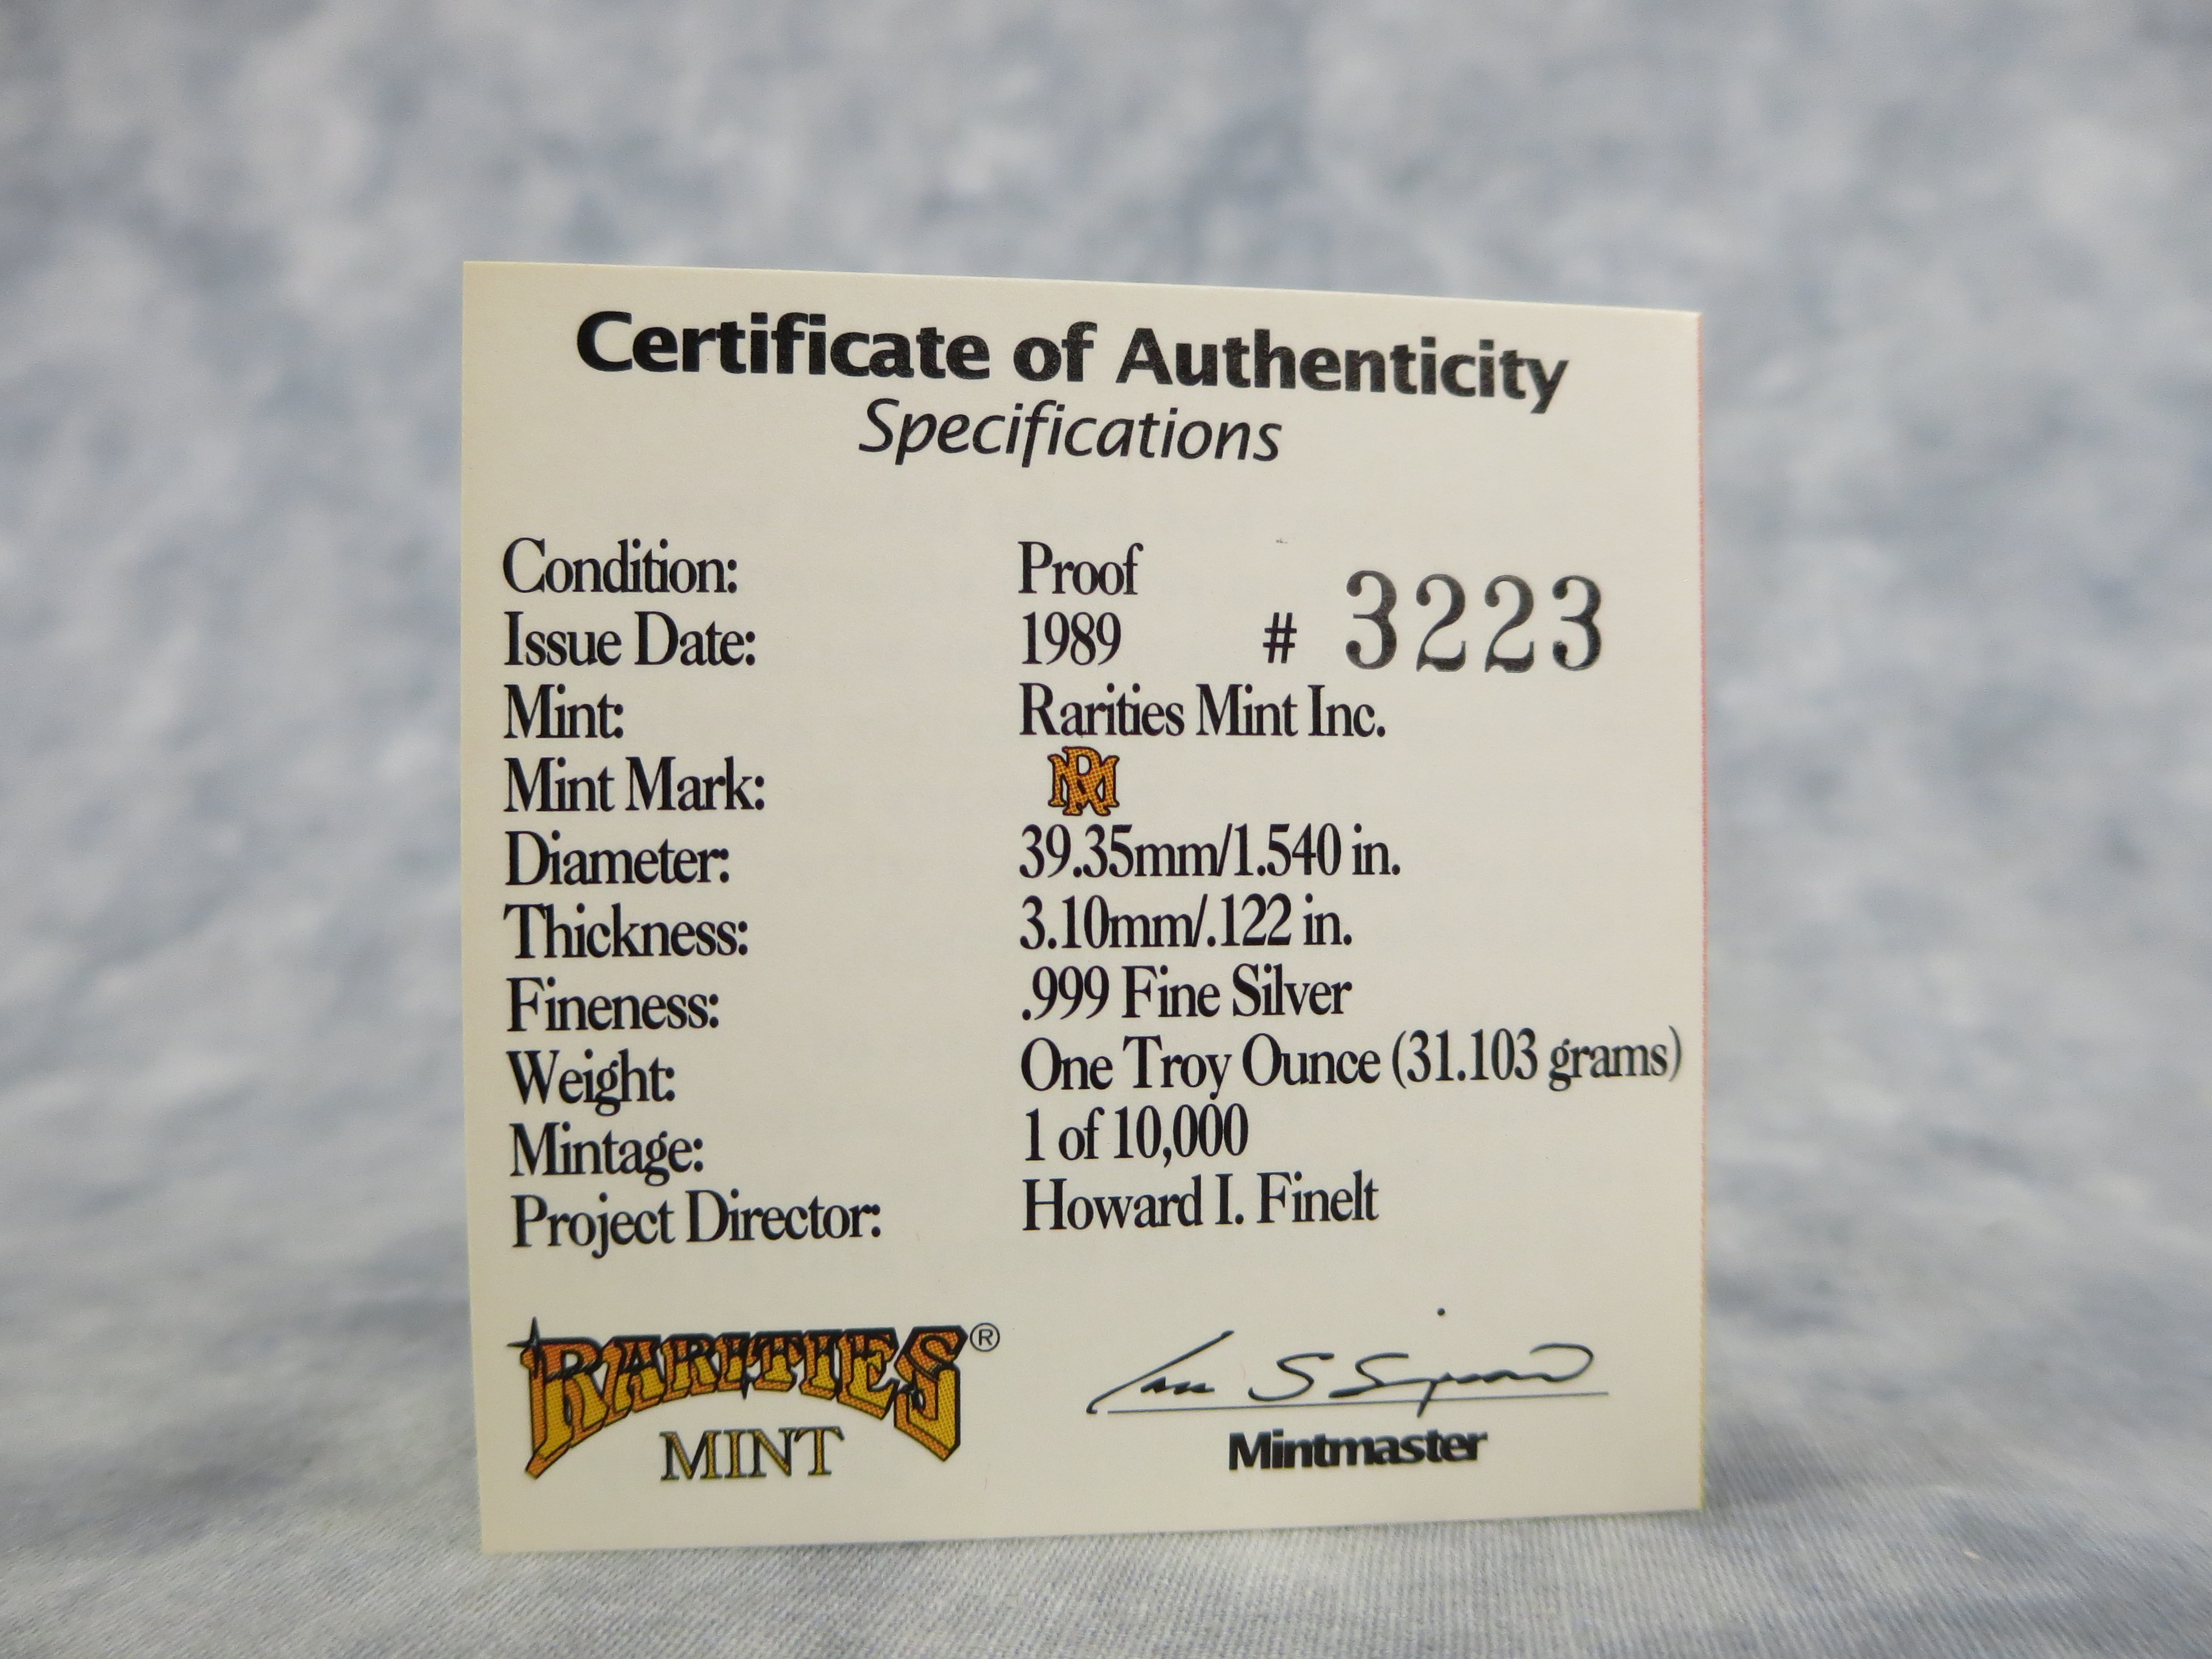 Certificate of Authenticity
Specifications
Condition: Proof
Issue Date: 1989 # 3223
Mint: Rarities Mint Inc.
Mint Mark: RM
Diameter: 39.35mm/1.540 in.
Thickness: 3.10mm/.122 in.
Fineness: .999 Fine Silver
Weight: One Troy Ounce (31.103 grams)
Mintage: 1 of 10,000
Project Director: Howard I. Finelt
RARITIES®
MINT
Mintmaster